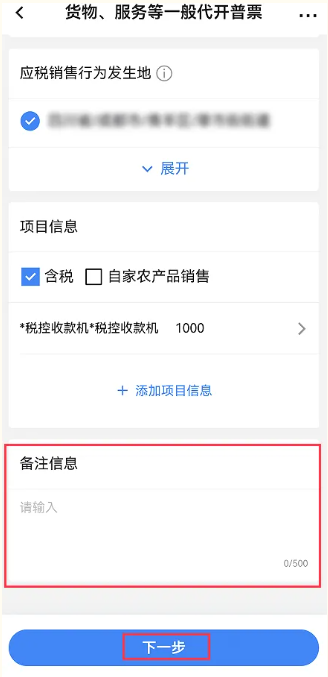 货物、服务等一般代开普票
应税销售行为发生地
展开
项目信息
含税 自家农产品销售
*税控收款机*税控收款机 1000
+ 添加项目信息
备注信息
请输入
0/500
下一步